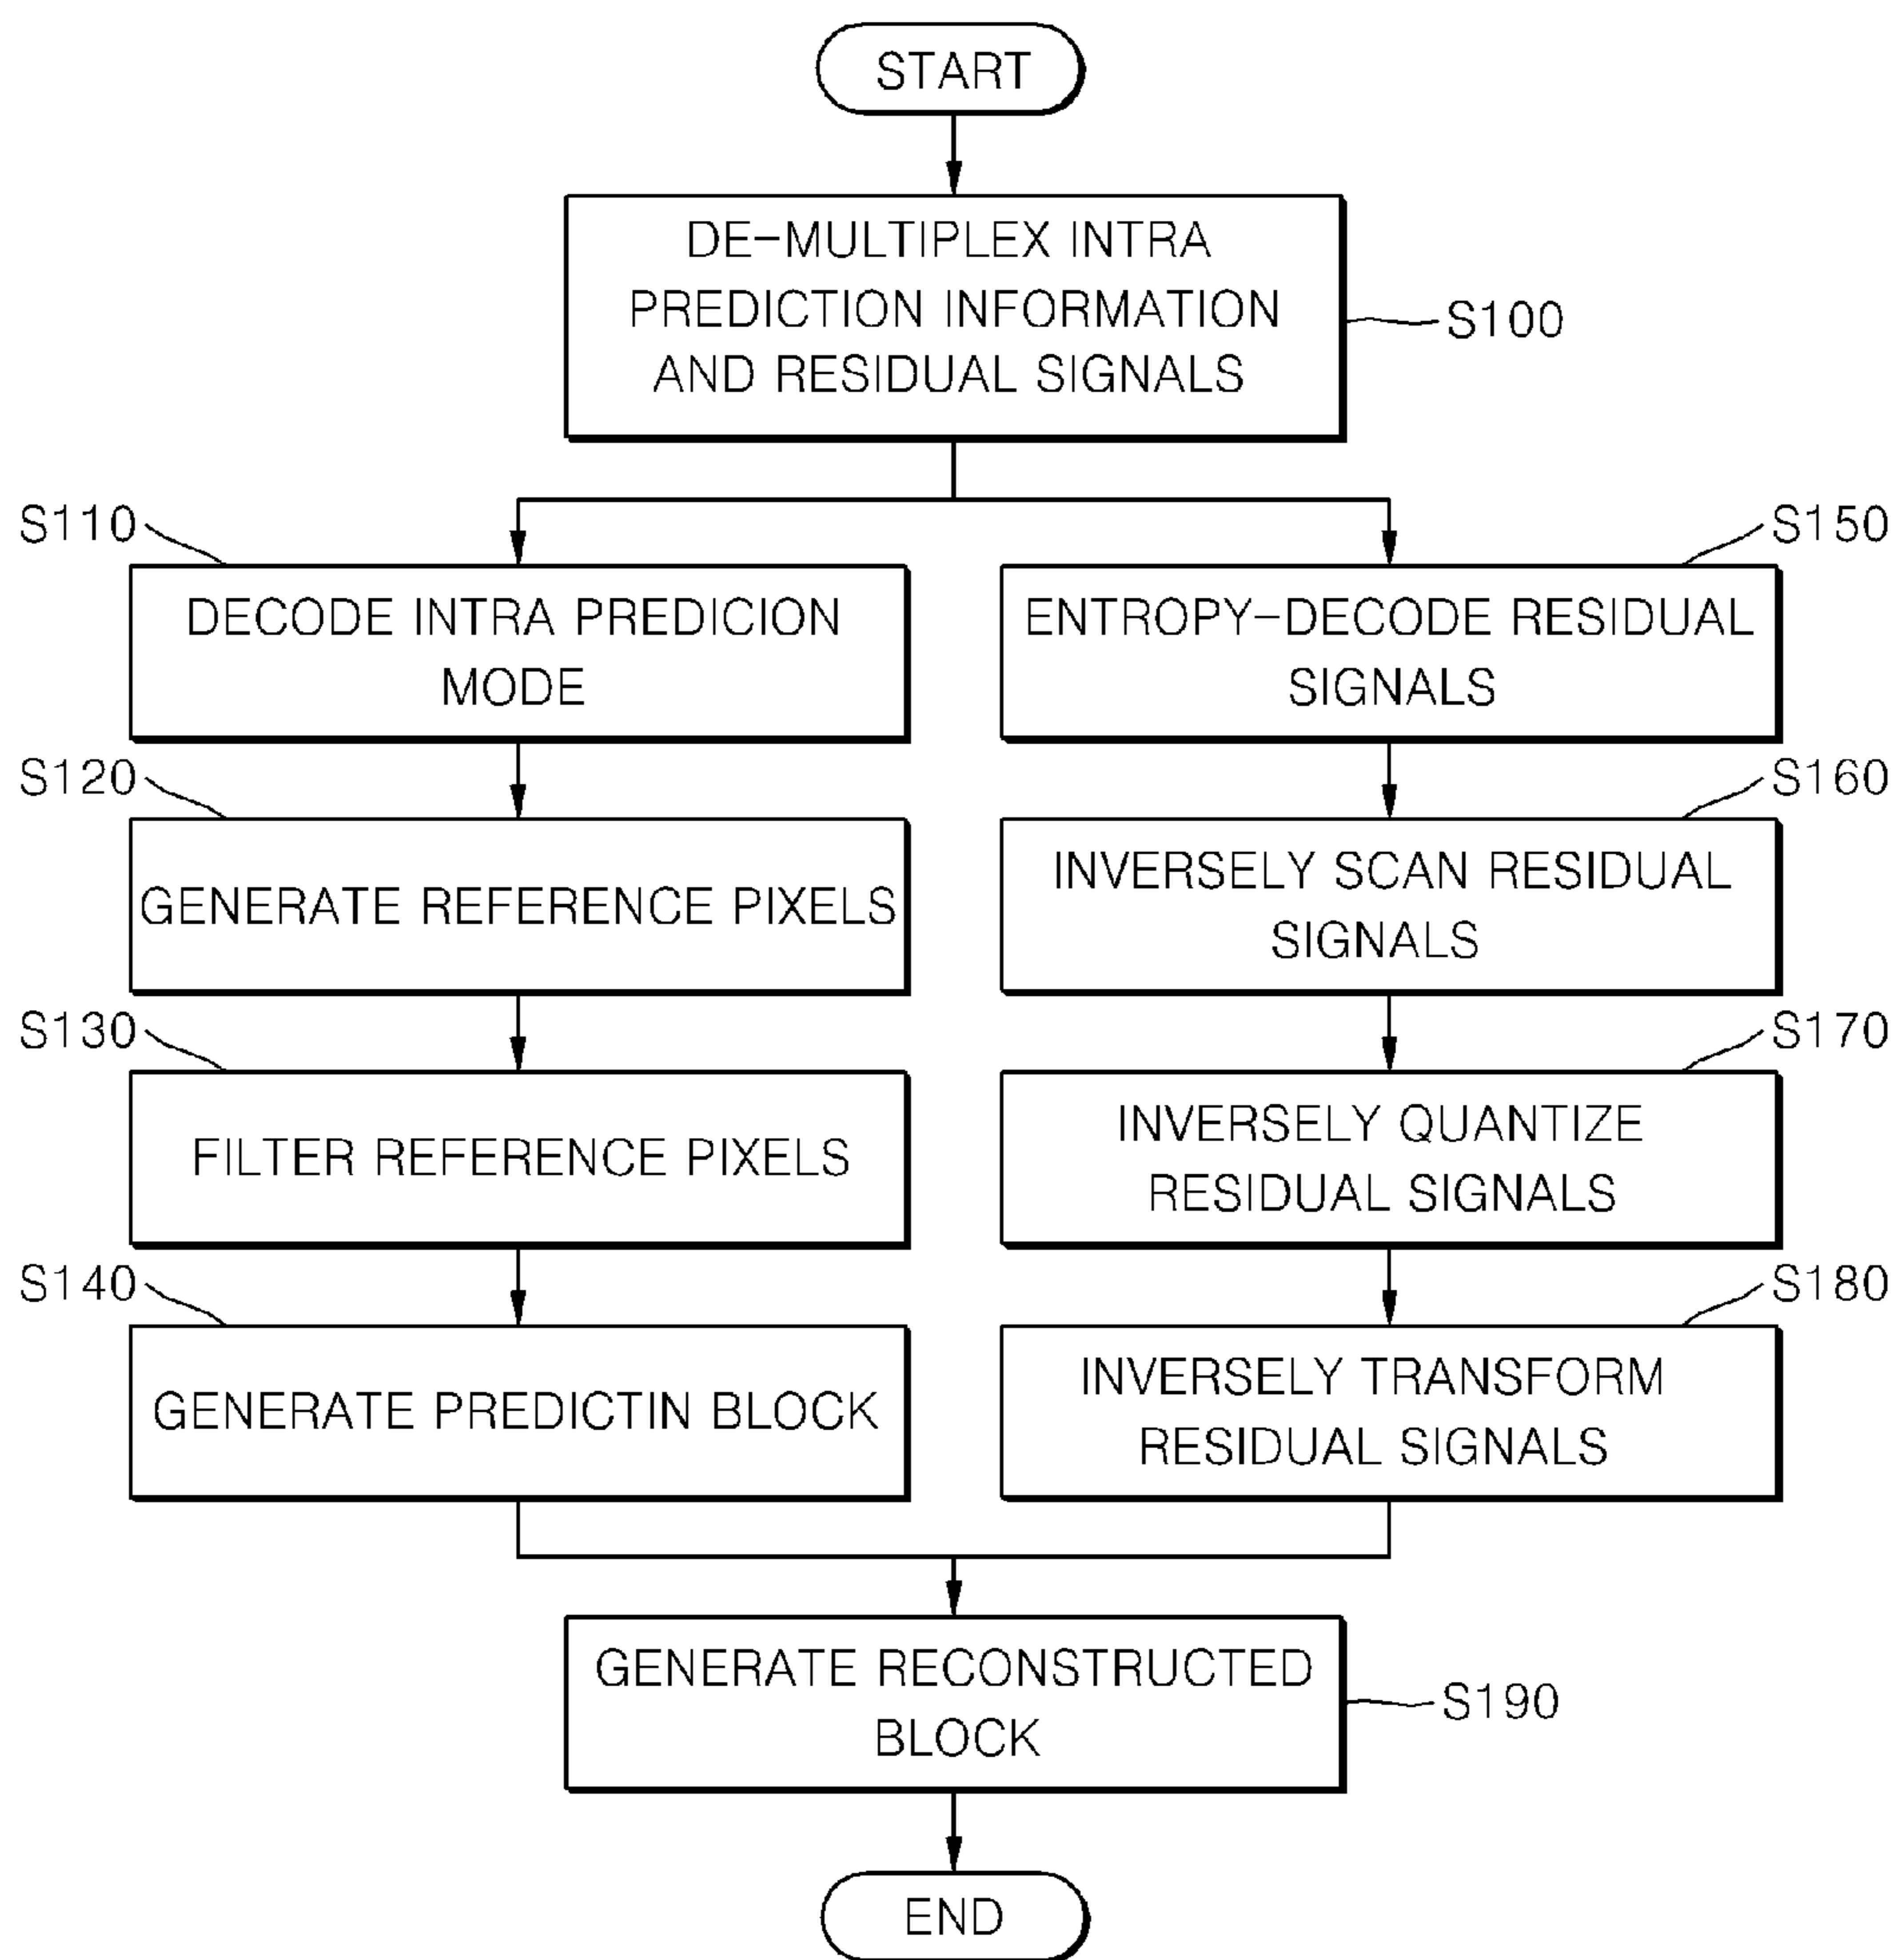 START
DE-MULTIPLEX INTRA
PREDICTION INFORMATION
AND RESIDUAL SIGNALS
S100
S110
DECODE INTRA PREDICION
MODE
S120
GENERATE REFERENCE PIXELS
S130
FILTER REFERENCE PIXELS
S140
GENERATE PREDICTIN BLOCK
S150
ENTROPY-DECODE RESIDUAL
SIGNALS
S160
INVERSELY SCAN RESIDUAL
SIGNALS
S170
INVERSELY QUANTIZE
RESIDUAL SIGNALS
S180
INVERSELY TRANSFORM
RESIDUAL SIGNALS
GENERATE RECONSTRUCTED
BLOCK
S190
END